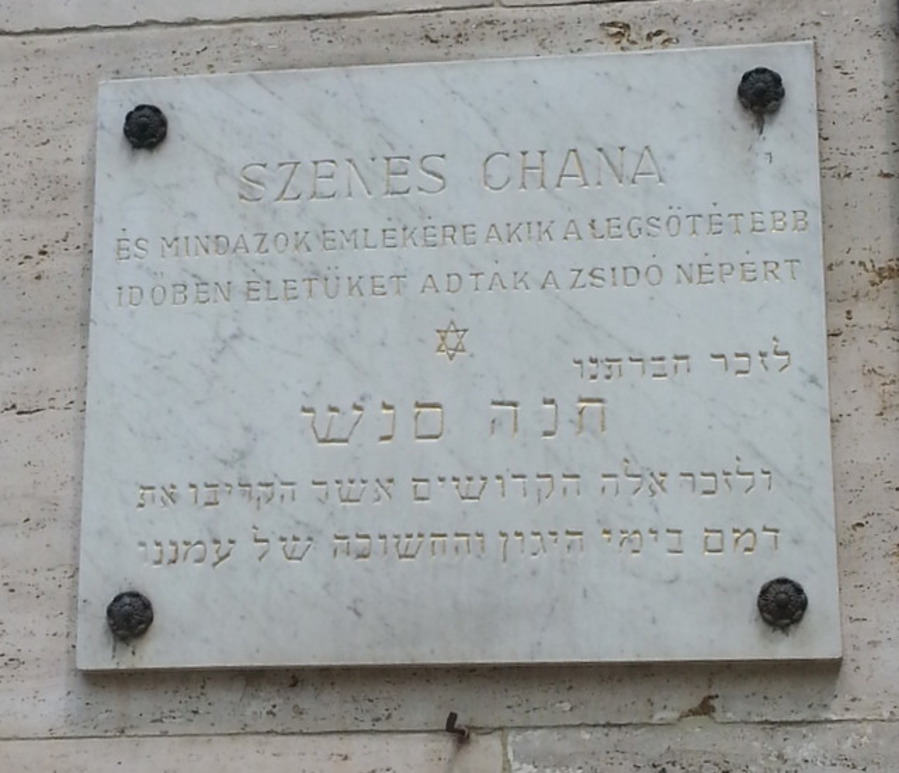 SZENES CHANA
ÉS MINDAZOK EMLÉKÉRE AKIK A LEGSÖTÉTEBB
IDŐBEN ÉLETÜKET ADTÁK A ZSIDÓ NÉPÉRT
לזכר חברתנו
חנה סנש
ולזכר אלה הקדושים אשר הקריבו את
דמם בימי היגון והחשוכה של עמננו